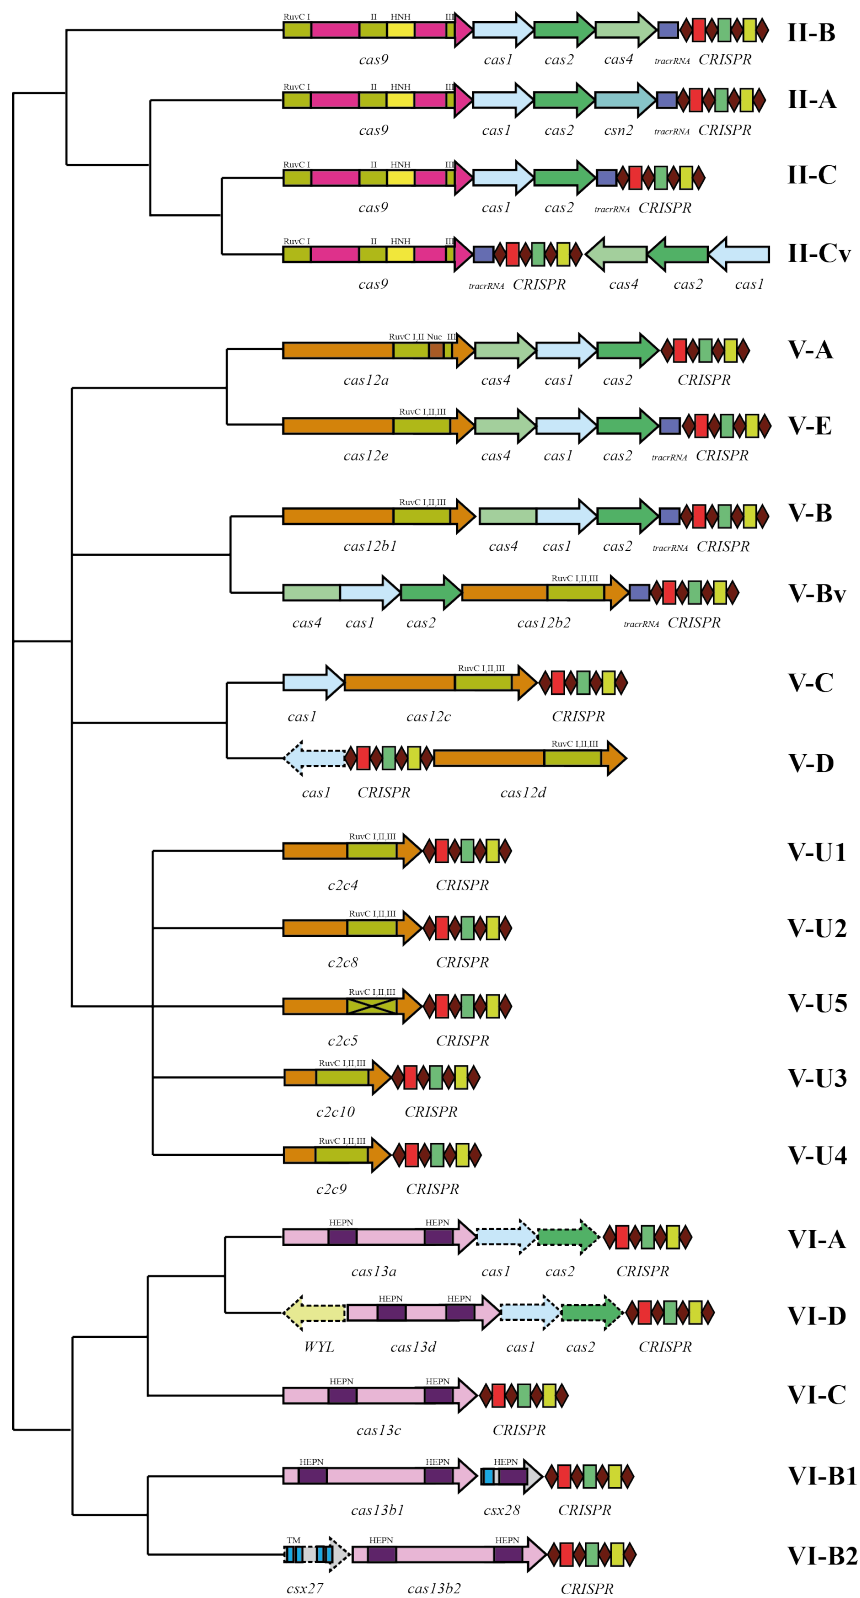 RuvC I II HNH III II-B
cas9 cas1 cas2 cas4 tracrRNA CRISPR
RuvC I II HNH III II-A
cas9 cas1 cas2 csn2 tracrRNA CRISPR
RuvC I II HNH III II-C
cas9 cas1 cas2 tracrRNA CRISPR
RuvC I II HNH III II-Cv
cas9 tracrRNA CRISPR cas4 cas2 cas1
RuvC I,II Nuc III V-A
cas12a cas4 cas1 cas2 CRISPR
RuvC I,II,III V-E
cas12e cas4 cas1 cas2 tracrRNA CRISPR
RuvC I,II,III V-B
cas12b1 cas4 cas1 cas2 tracrRNA CRISPR
RuvC I,II,III V-Bv
cas4 cas1 cas2 cas12b2 tracrRNA CRISPR
RuvC I,II,III V-C
cas1 cas12c CRISPR
RuvC I,II,III V-D
cas1 CRISPR cas12d
RuvC I,II,III V-U1
c2c4 CRISPR
RuvC I,II,III V-U2
c2c8 CRISPR
RuvC I,II,III V-U5
c2c5 CRISPR
RuvC I,II,III V-U3
c2c10 CRISPR
RuvC I,II,III V-U4
c2c9 CRISPR
HEPN HEPN VI-A
cas13a cas1 cas2 CRISPR
HEPN HEPN VI-D
WYL cas13d cas1 cas2 CRISPR
HEPN HEPN VI-C
cas13c CRISPR
HEPN HEPN HEPN VI-B1
cas13b1 csx28 CRISPR
TM HEPN HEPN VI-B2
csx27 cas13b2 CRISPR